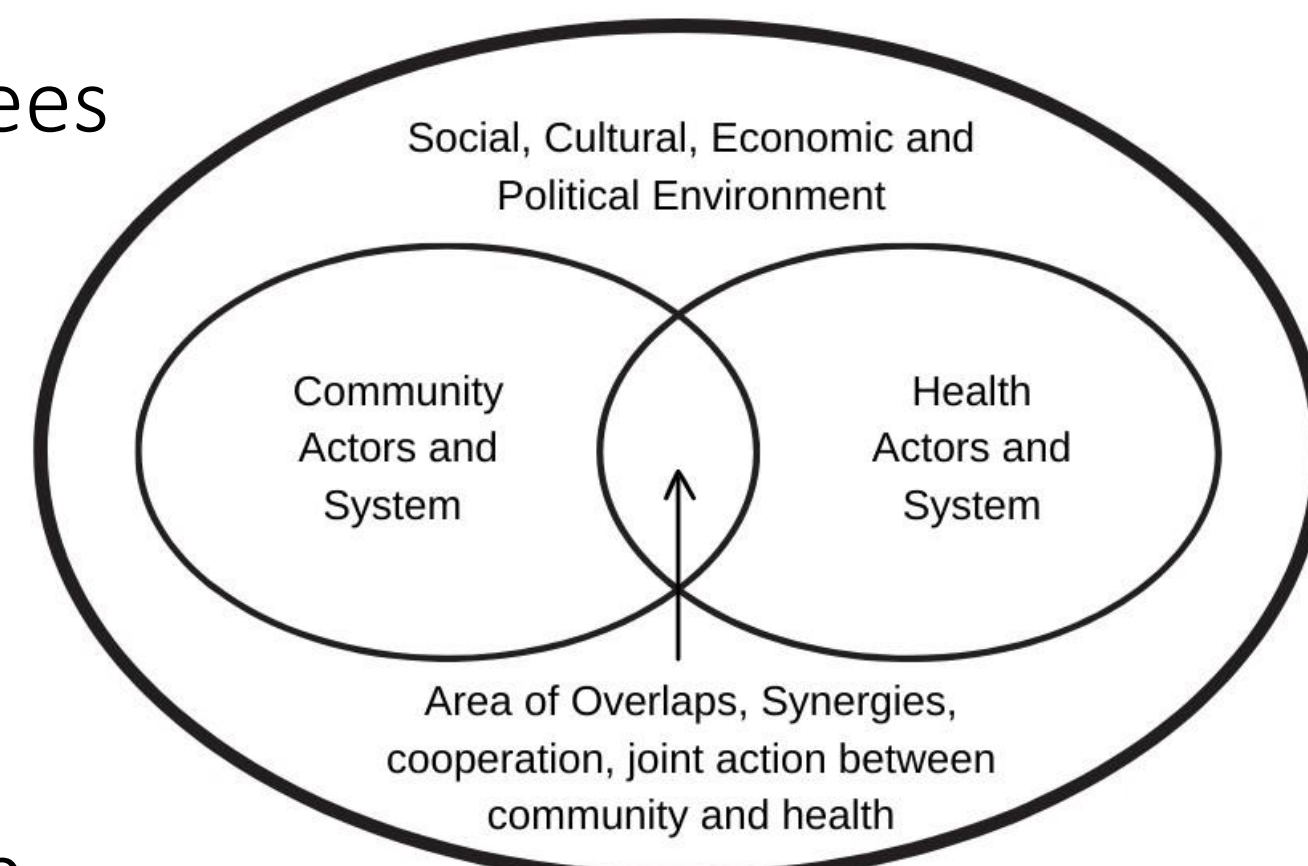 ees
Social, Cultural, Economic and
Political Environment
Community
Actors and
System
Health
Actors and
System
Area of Overlaps, Synergies,
cooperation, joint action between
community and health